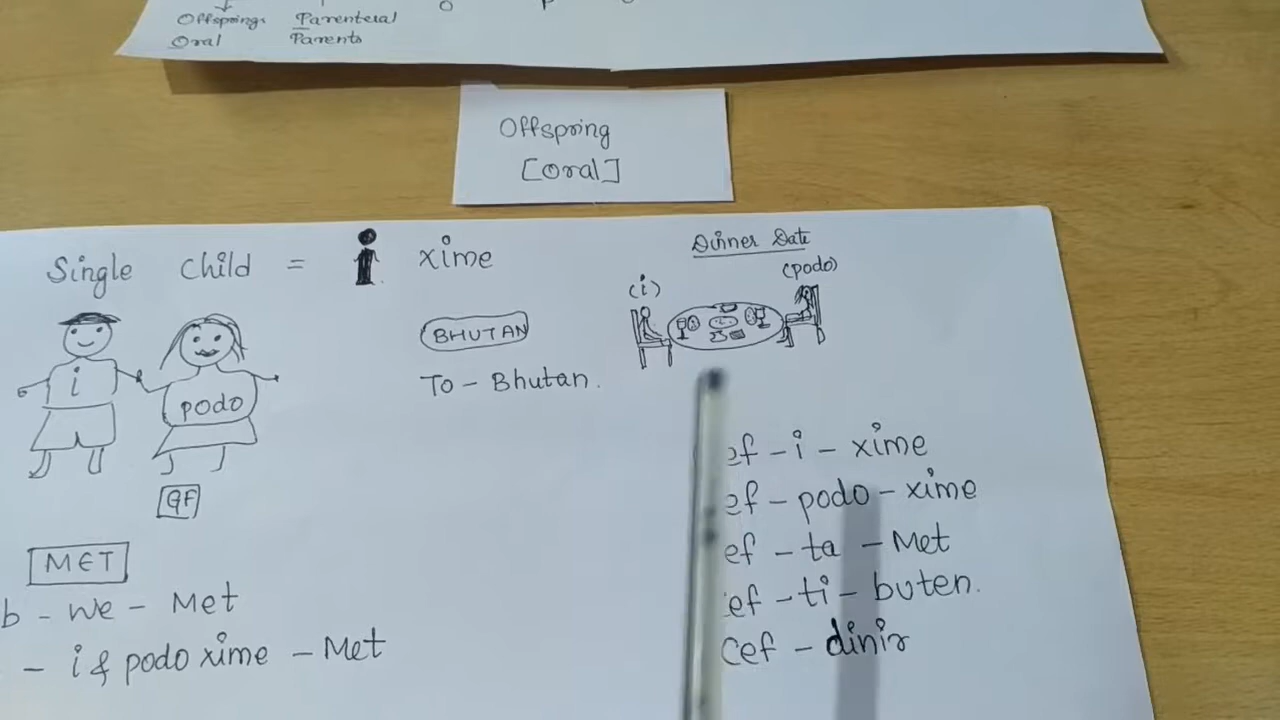 Offsprings Parenteral
Oral Parents
Offspring
[Oral]
Single Child = i xime
Dinner Date
(i) (podo)
BHUTAN
To - Bhutan.
i
podo
GF
MET
b - we - Met
- i & podo xime - Met
ef - i - xime
ef - podo - xime
ef - ta - Met
ef - ti - buten.
Cef - dinir